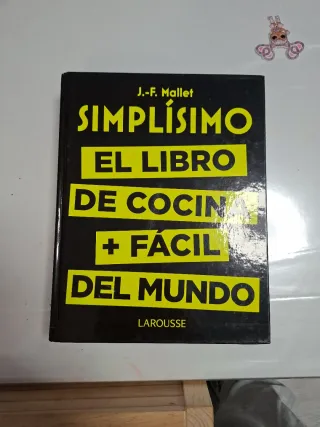 J.-F. Mallet
SIMPLÍSIMO
EL LIBRO
DE COCINA
+ FÁCIL
DEL MUNDO
LAROUSSE